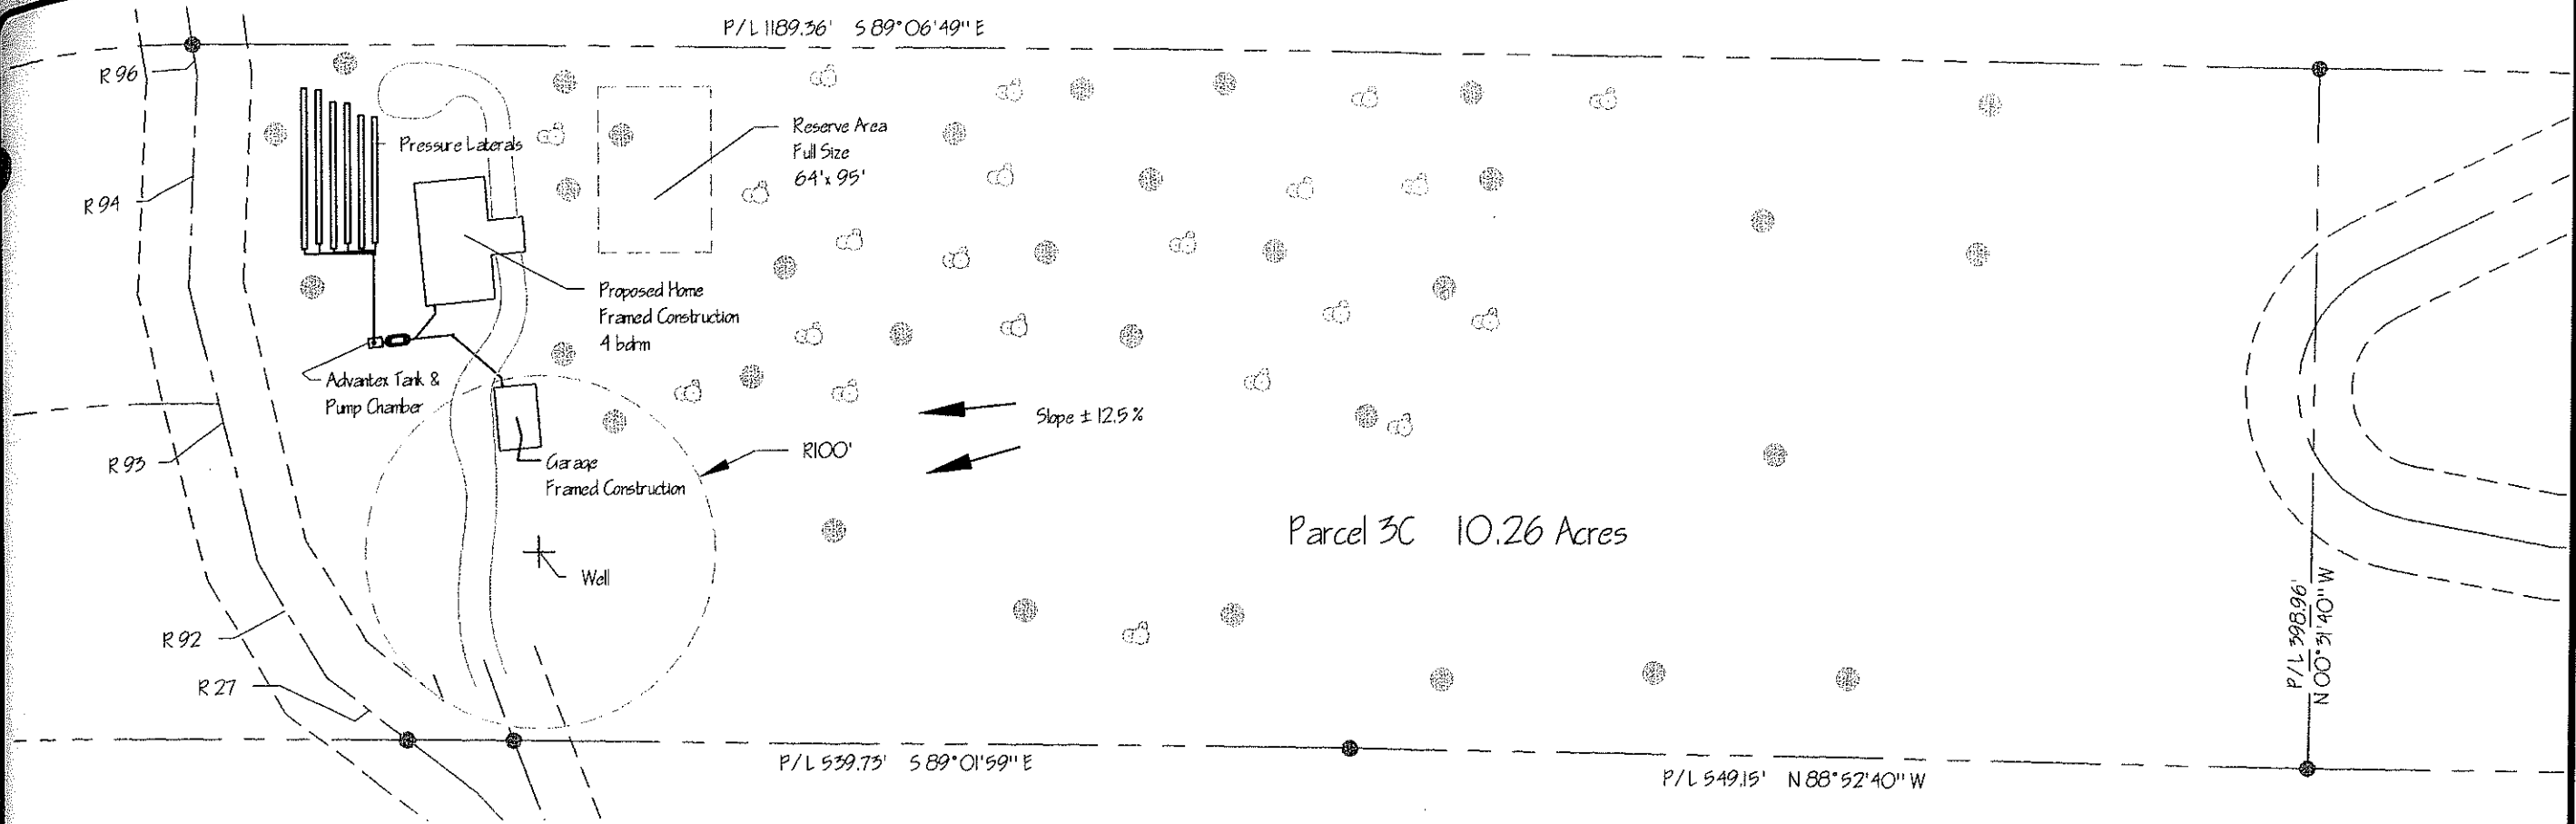 P/L 1189.36' S 89°06'49" E
R 96
Pressure Laterals
Reserve Area
Full Size
64' x 95'
R 94
Proposed Home
Framed Construction
4 bdrm
Advantex Tank &
Pump Chamber
Slope ± 12.5 %
R100'
R 93
Garage
Framed Construction
Parcel 3C 10.26 Acres
Well
R 92
R 27
P/L 398.96'
N 00°31'40" W
P/L 539.73' S 89°01'59" E
P/L 549.15' N 88°52'40" W